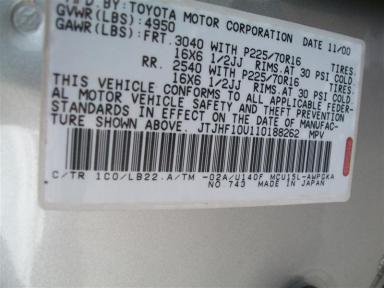 MFD.BY:TOYOTA MOTOR CORPORATION DATE 11/00
GVWR(LBS):4950
GAWR(LBS):FRT. 3040 WITH P225/70R16 TIRES,
16X6 1/2JJ RIMS,AT 30 PSI COLD.
RR. 2540 WITH P225/70R16 TIRES,
16X6 1/2JJ RIMS,AT 30 PSI COLD.
THIS VEHICLE CONFORMS TO ALL APPLICABLE FEDER-
AL MOTOR VEHICLE SAFETY AND THEFT PREVENTION
STANDARDS IN EFFECT ON THE DATE OF MANUFAC-
TURE SHOWN ABOVE. JTJHF10U110188262 MPV
C/TR 1C0/LB22.A/TM -02A/U140F MCU15L-AWPGKA
NO 743 MADE IN JAPAN